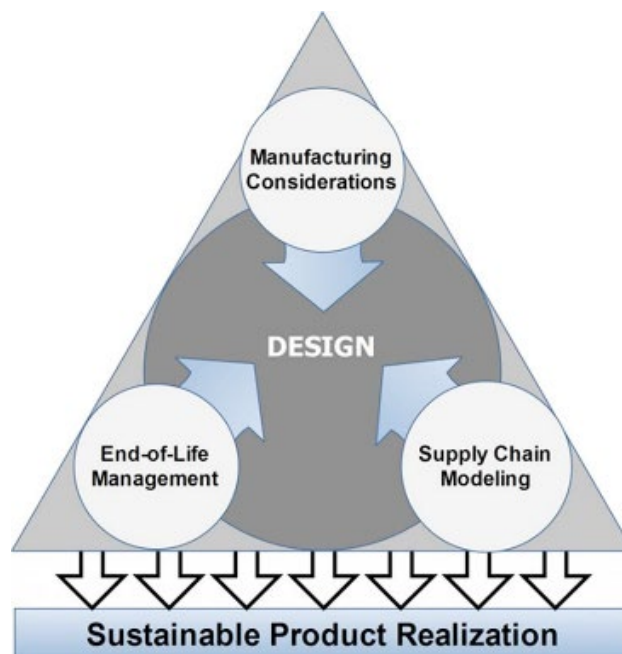 Manufacturing
Considerations
DESIGN
End-of-Life
Management
Supply Chain
Modeling
Sustainable Product Realization